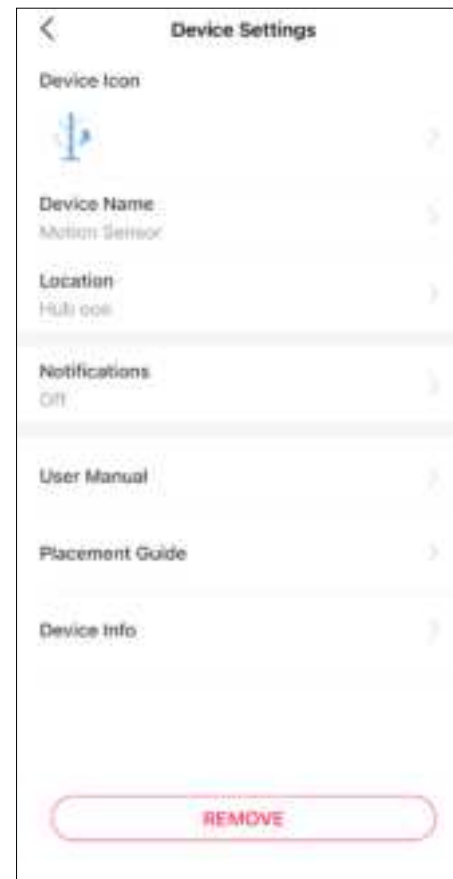 Device Settings
Device Icon
Device Name
Motion Sensor
Location
Hub one
Notifications
Off
User Manual
Placement Guide
Device Info
REMOVE